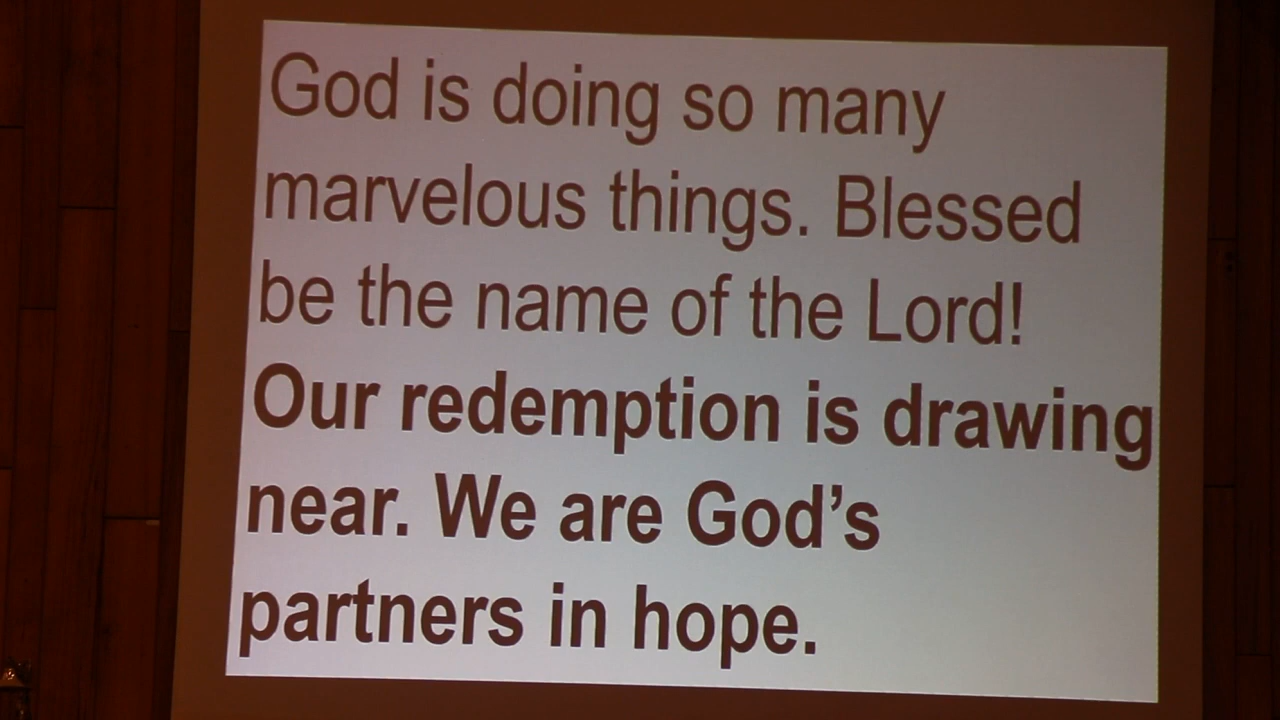 God is doing so many
marvelous things. Blessed
be the name of the Lord!
Our redemption is drawing
near. We are God’s
partners in hope.